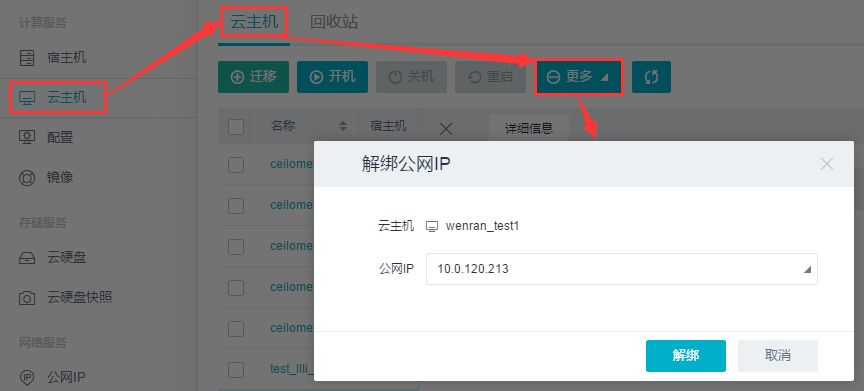 计算服务
宿主机
云主机
配置
镜像
存储服务
云硬盘
云硬盘快照
网络服务
公网IP
云主机 回收站
迁移 开机 关机 重启 更多
名称 宿主机 详细信息
ceilome
ceilome
ceilome
ceilome
ceilome
test_llli_
解绑公网IP
云主机 wenran_test1
公网IP 10.0.120.213
解绑 取消